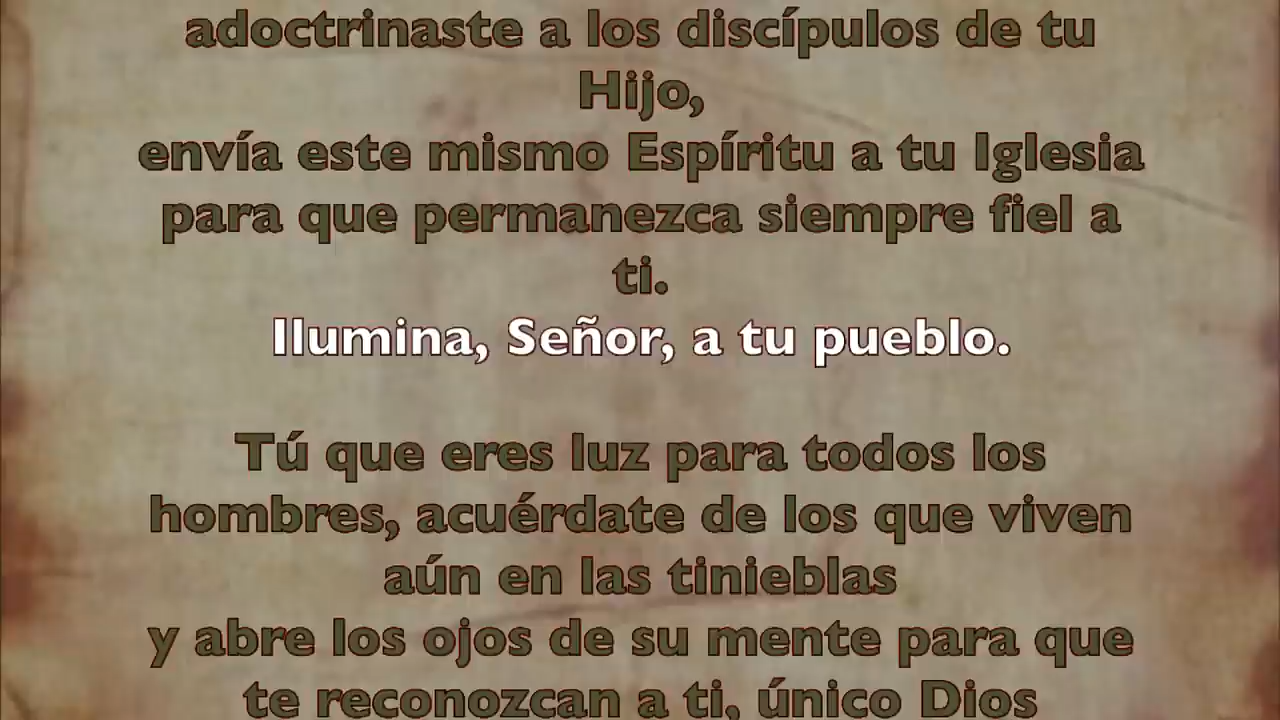 adoctrinaste a los discípulos de tu
Hijo,
envía este mismo Espíritu a tu Iglesia
para que permanezca siempre fiel a
ti.
Ilumina, Señor, a tu pueblo.
Tú que eres luz para todos los
hombres, acuérdate de los que viven
aún en las tinieblas
y abre los ojos de su mente para que
te reconozcan a ti, único Dios